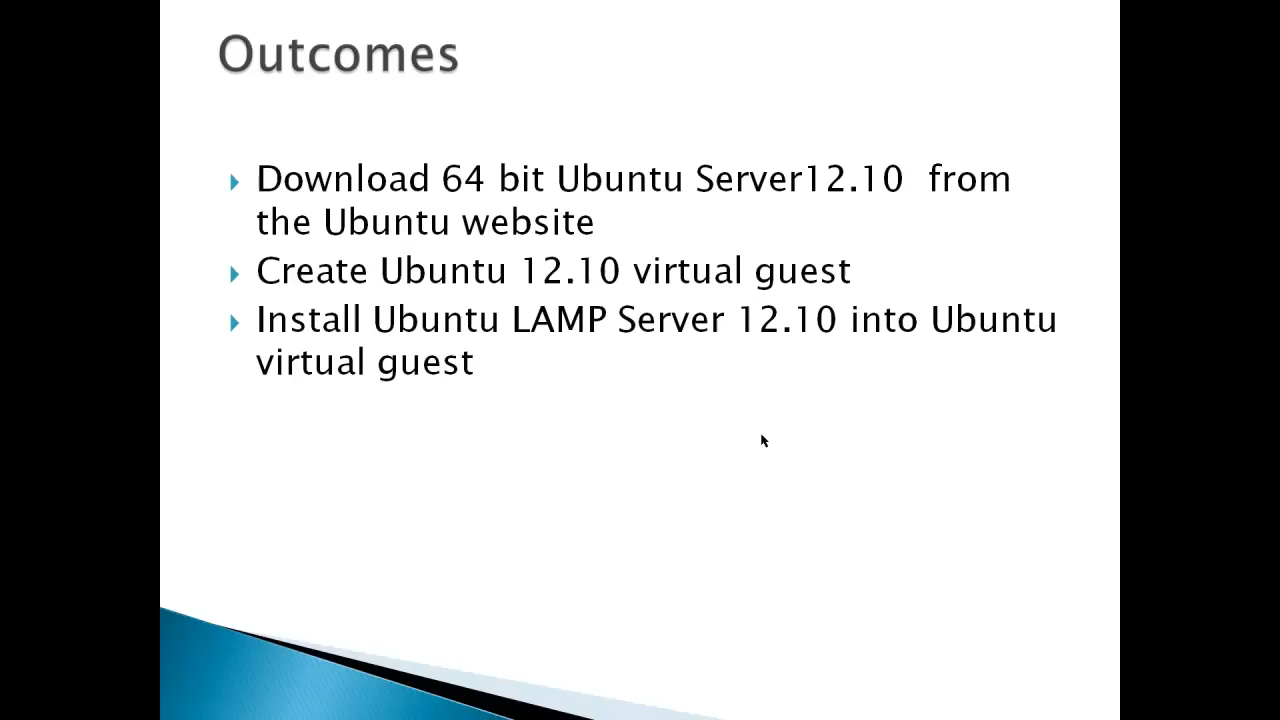 Outcomes
Download 64 bit Ubuntu Server12.10  from
the Ubuntu website
Create Ubuntu 12.10 virtual guest
Install Ubuntu LAMP Server 12.10 into Ubuntu
virtual guest